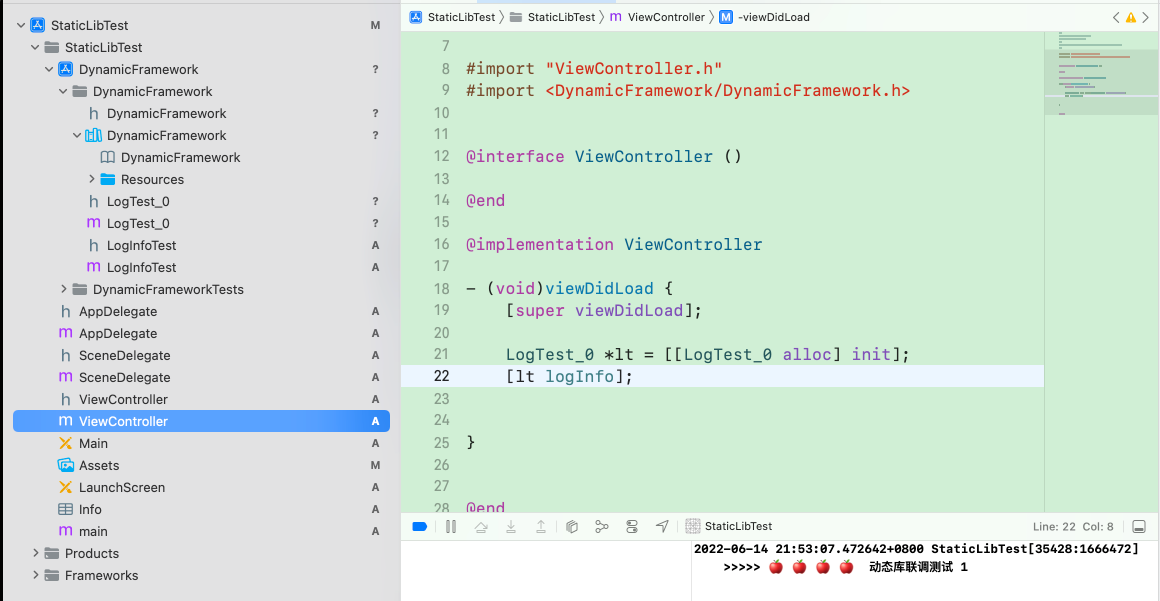 StaticLibTest M
StaticLibTest
DynamicFramework ?
DynamicFramework
h DynamicFramework ?
DynamicFramework ?
DynamicFramework
Resources
h LogTest_0 ?
m LogTest_0 ?
h LogInfoTest A
m LogInfoTest A
DynamicFrameworkTests
h AppDelegate A
m AppDelegate A
h SceneDelegate A
m SceneDelegate A
h ViewController A
m ViewController A
Main A
Assets M
LaunchScreen A
Info A
m main A
Products
Frameworks
StaticLibTest 〉 StaticLibTest 〉 m ViewController 〉 M -viewDidLoad
7
8 #import "ViewController.h"
9 #import <DynamicFramework/DynamicFramework.h>
10
11
12 @interface ViewController ()
13
14 @end
15
16 @implementation ViewController
17
18 - (void)viewDidLoad {
19 [super viewDidLoad];
20
21 LogTest_0 *lt = [[LogTest_0 alloc] init];
22 [lt logInfo];
23
24
25 }
26
27
28 @end
StaticLibTest Line: 22 Col: 8
2022-06-14 21:53:07.472642+0800 StaticLibTest[35428:1666472]
>>>>> 🍎 🍎 🍎 🍎 动态库联调测试 1